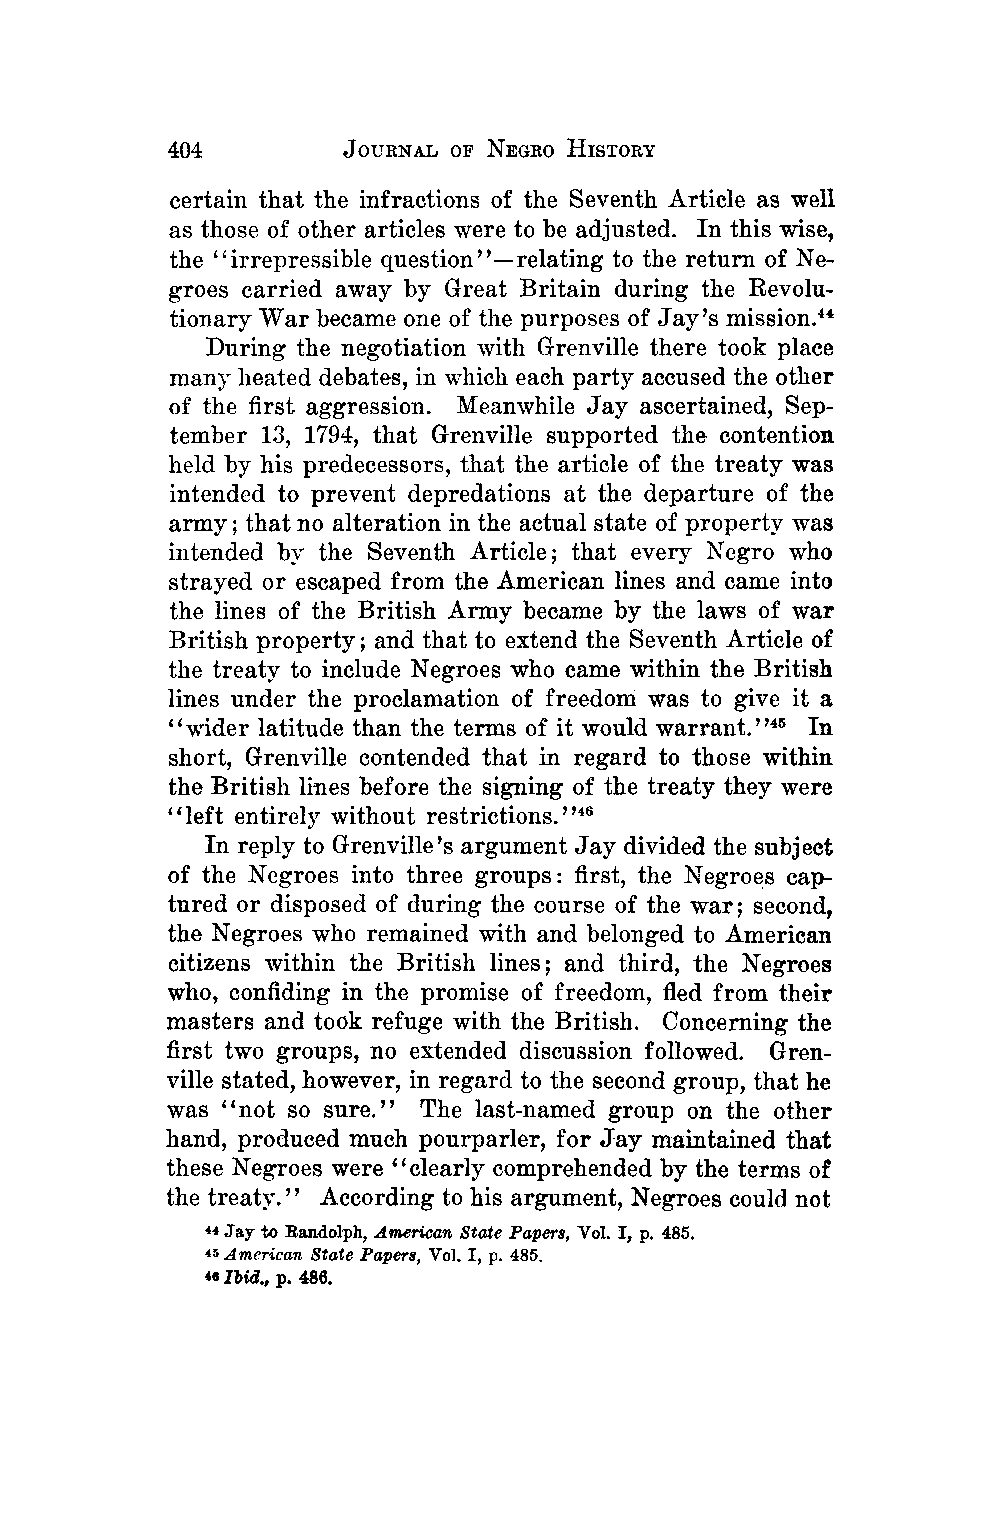 404 JOURNAL OF NEGRO HISTORY
certain that the infractions of the Seventh Article as well
as those of other articles were to be adjusted. In this wise,
the ‘‘irrepressible question’’—relating to the return of Ne-
groes carried away by Great Britain during the Revolu-
tionary War became one of the purposes of Jay’s mission.⁴⁴
During the negotiation with Grenville there took place
many heated debates, in which each party accused the other
of the first aggression. Meanwhile Jay ascertained, Sep-
tember 13, 1794, that Grenville supported the contention
held by his predecessors, that the article of the treaty was
intended to prevent depredations at the departure of the
army; that no alteration in the actual state of property was
intended by the Seventh Article; that every Negro who
strayed or escaped from the American lines and came into
the lines of the British Army became by the laws of war
British property; and that to extend the Seventh Article of
the treaty to include Negroes who came within the British
lines under the proclamation of freedom was to give it a
‘‘wider latitude than the terms of it would warrant.’’⁴⁵ In
short, Grenville contended that in regard to those within
the British lines before the signing of the treaty they were
‘‘left entirely without restrictions.’’⁴⁶
In reply to Grenville’s argument Jay divided the subject
of the Negroes into three groups: first, the Negroes cap-
tured or disposed of during the course of the war; second,
the Negroes who remained with and belonged to American
citizens within the British lines; and third, the Negroes
who, confiding in the promise of freedom, fled from their
masters and took refuge with the British. Concerning the
first two groups, no extended discussion followed. Gren-
ville stated, however, in regard to the second group, that he
was ‘‘not so sure.’’ The last-named group on the other
hand, produced much pourparler, for Jay maintained that
these Negroes were ‘‘clearly comprehended by the terms of
the treaty.’’ According to his argument, Negroes could not
⁴⁴ Jay to Randolph, American State Papers, Vol. I, p. 485.
⁴⁵ American State Papers, Vol. I, p. 485.
⁴⁶ Ibid., p. 486.